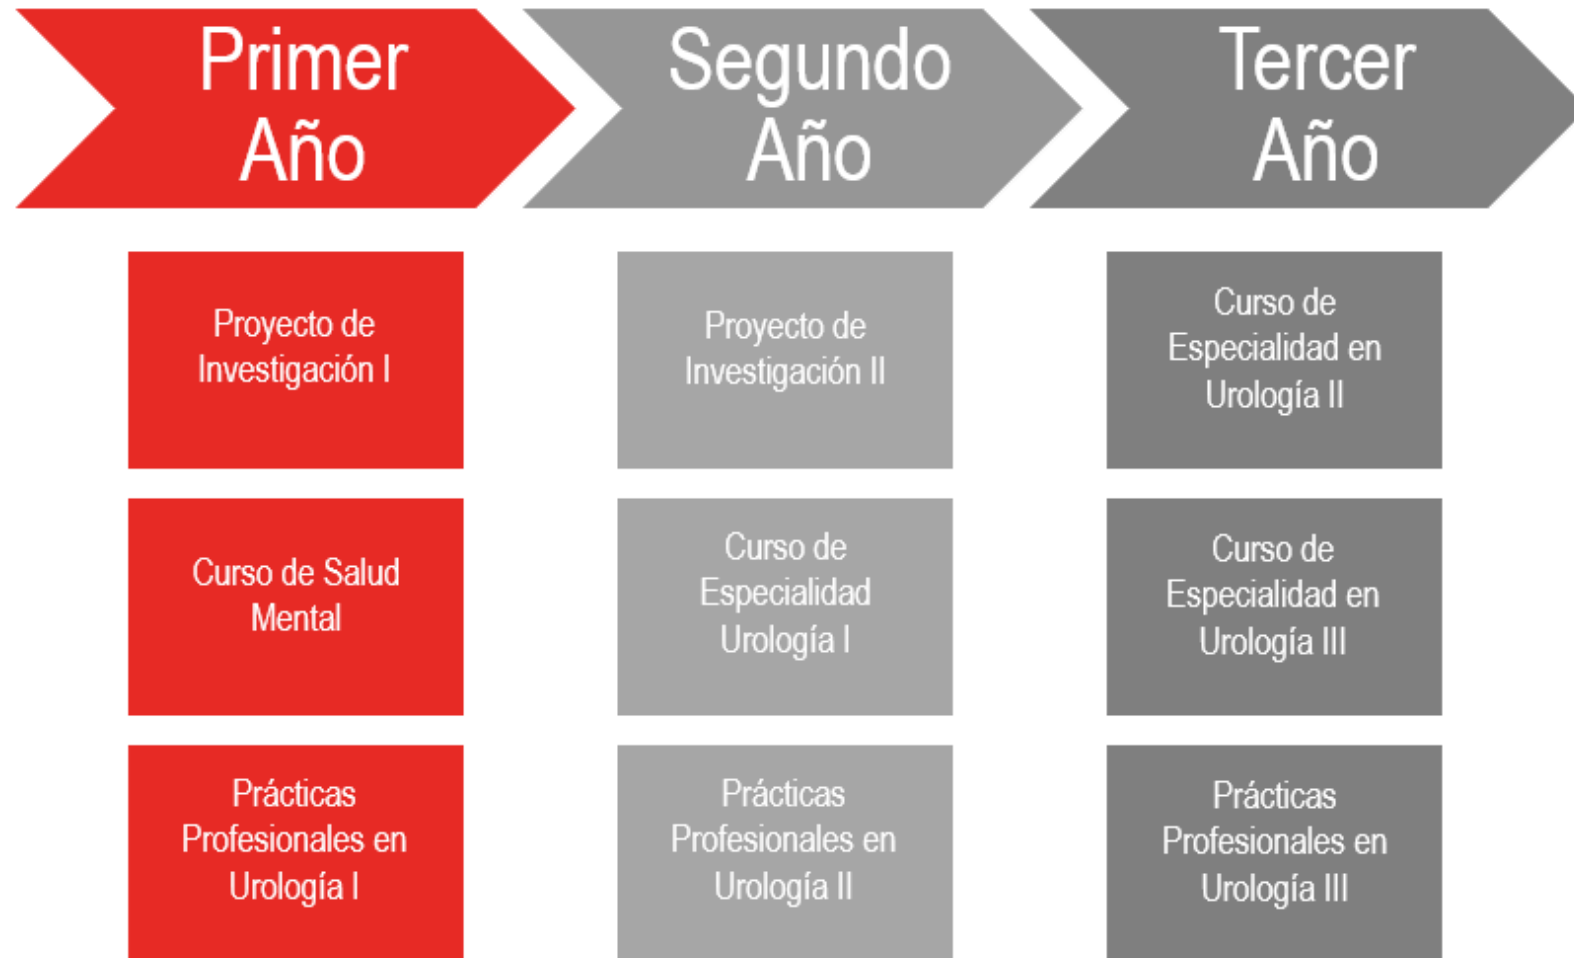 Primer
Año
Segundo
Año
Tercer
Año
Proyecto de
Investigación I
Proyecto de
Investigación II
Curso de
Especialidad en
Urología II
Curso de Salud
Mental
Curso de
Especialidad
Urología I
Curso de
Especialidad en
Urología III
Prácticas
Profesionales en
Urología I
Prácticas
Profesionales en
Urología II
Prácticas
Profesionales en
Urología III